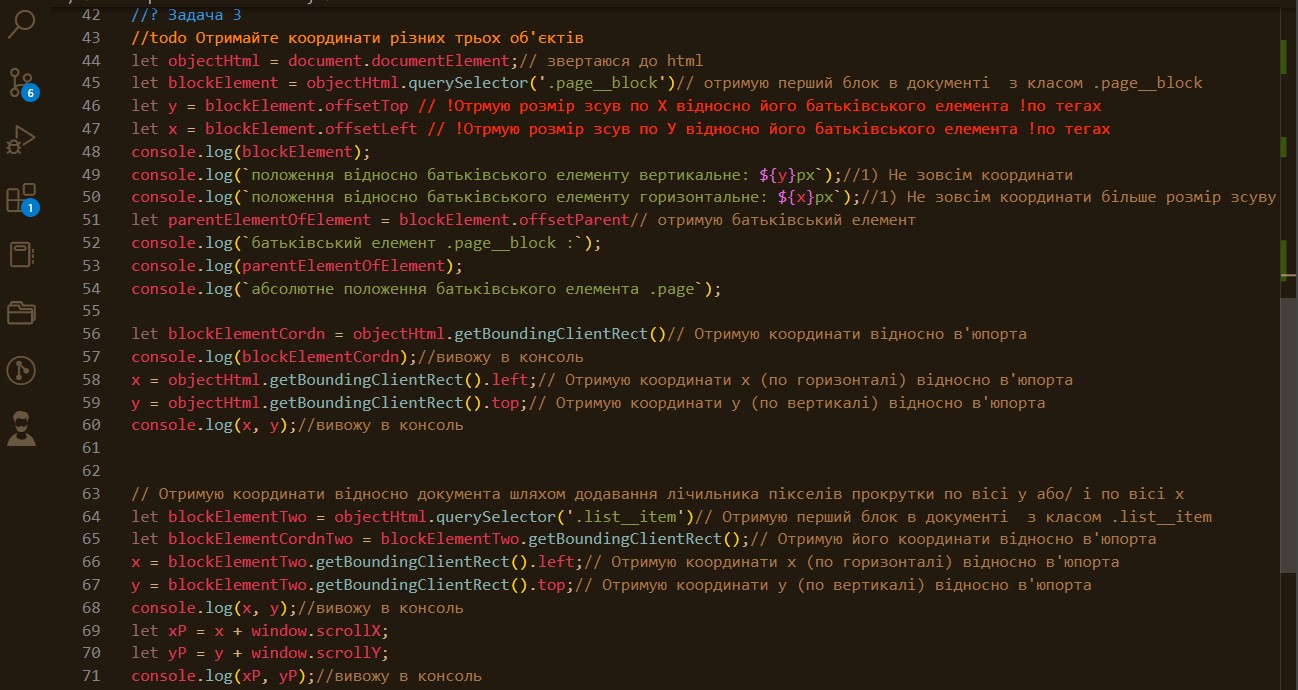 42 //? Задача 3
43 //todo Отримайте координати різних трьох об'єктів
44 let objectHtml = document.documentElement;// звертаюся до html
45 let blockElement = objectHtml.querySelector('.page__block')// отримую перший блок в документі  з класом .page__block
46 let y = blockElement.offsetTop // !Отрмую розмір зсув по Х відносно його батьківського елемента !по тегах
47 let x = blockElement.offsetLeft // !Отрмую розмір зсув по У відносно його батьківського елемента !по тегах
48 console.log(blockElement);
49 console.log(`положення відносно батьківського елементу вертикальне: ${y}px`);//1) Не зовсім координати
50 console.log(`положення відносно батьківського елементу горизонтальне: ${x}px`);//1) Не зовсім координати більше розмір зсуву
51 let parentElementOfElement = blockElement.offsetParent// отримую батьківський елемент
52 console.log(`батьківський елемент .page__block :`);
53 console.log(parentElementOfElement);
54 console.log(`абсолютне положення батьківського елемента .page`);
55
56 let blockElementCordn = objectHtml.getBoundingClientRect()// Отримую координати відносно в'юпорта
57 console.log(blockElementCordn);//вивожу в консоль
58 x = objectHtml.getBoundingClientRect().left;// Отримую координати х (по горизонталі) відносно в'юпорта
59 y = objectHtml.getBoundingClientRect().top;// Отримую координати у (по вертикалі) відносно в'юпорта
60 console.log(x, y);//вивожу в консоль
61
62
63 // Отримую координати відносно документа шляхом додавання лічильника пікселів прокрутки по вісі у або/ і по вісі х
64 let blockElementTwo = objectHtml.querySelector('.list__item')// Отримую перший блок в документі  з класом .list__item
65 let blockElementCordnTwo = blockElementTwo.getBoundingClientRect();// Отримую його координати відносно в'юпорта
66 x = blockElementTwo.getBoundingClientRect().left;// Отримую координати х (по горизонталі) відносно в'юпорта
67 y = blockElementTwo.getBoundingClientRect().top;// Отримую координати у (по вертикалі) відносно в'юпорта
68 console.log(x, y);//вивожу в консоль
69 let xP = x + window.scrollX;
70 let yP = y + window.scrollY;
71 console.log(xP, yP);//вивожу в консоль
6
1